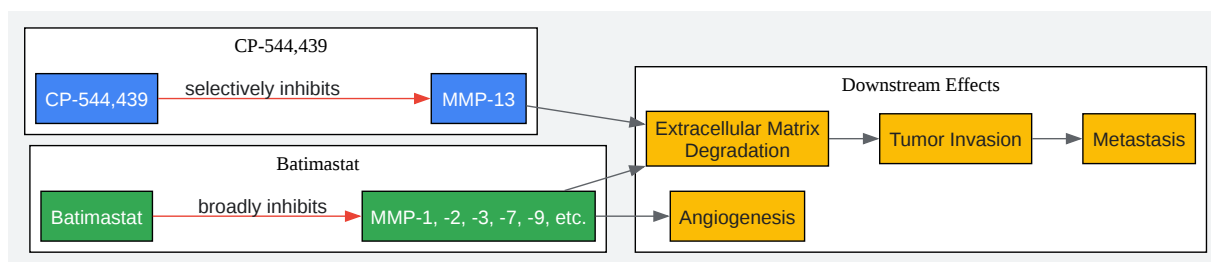 CP-544,439
CP-544,439
selectively inhibits
MMP-13
Batimastat
Batimastat
broadly inhibits
MMP-1, -2, -3, -7, -9, etc.
Downstream Effects
Extracellular Matrix
Degradation
Tumor Invasion
Metastasis
Angiogenesis